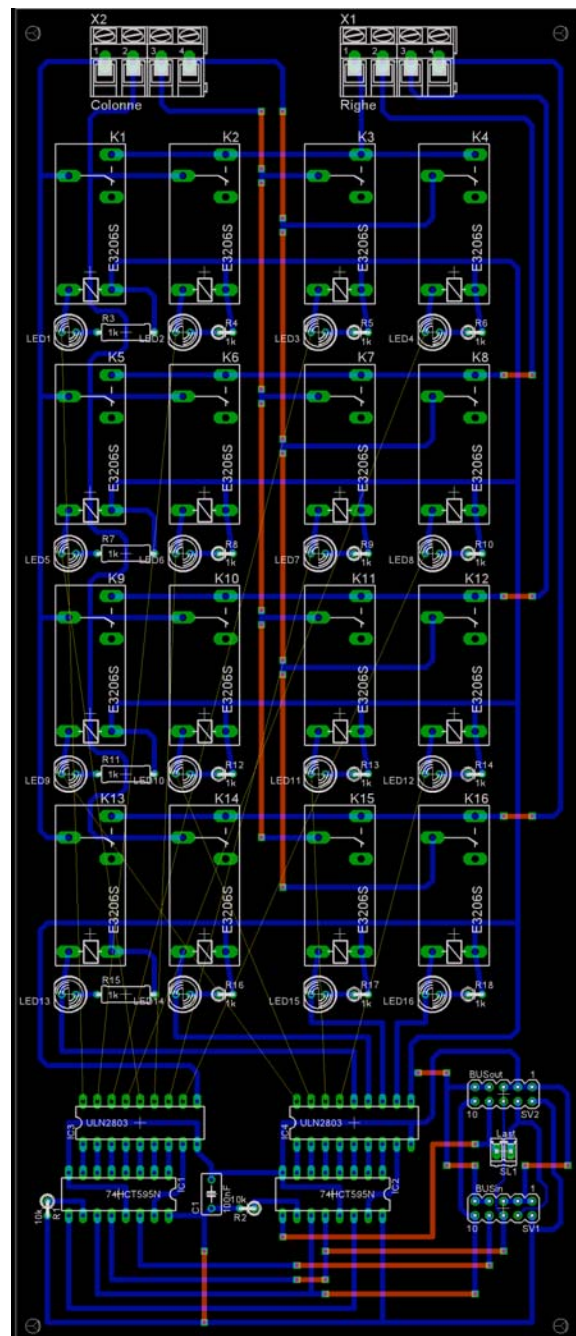 X2
X1
1 2 3 4
1 2 3 4
Colonne
Righe
K1
K2
K3
K4
E3206S
E3206S
E3206S
E3206S
R3
R4
R5
R6
1k
1k
1k
1k
LED1
LED2
LED3
LED4
K5
K6
K7
K8
E3206S
E3206S
E3206S
E3206S
R7
R8
R9
R10
1k
1k
1k
1k
LED5
LED6
LED7
LED8
K9
K10
K11
K12
E3206S
E3206S
E3206S
E3206S
R11
R12
R13
R14
1k
1k
1k
1k
LED9
LED10
LED11
LED12
K13
K14
K15
K16
E3206S
E3206S
E3206S
E3206S
R15
R16
R17
R18
1k
1k
1k
1k
LED13
LED14
LED15
LED16
BUSout
1
10
SV2
ULN2803
IC3
ULN2803
IC4
Last
SL1
74HCT595N
IC1
C1
100nF
10k
R2
74HCT595N
IC2
10k
R1
BUSin
1
10
SV1